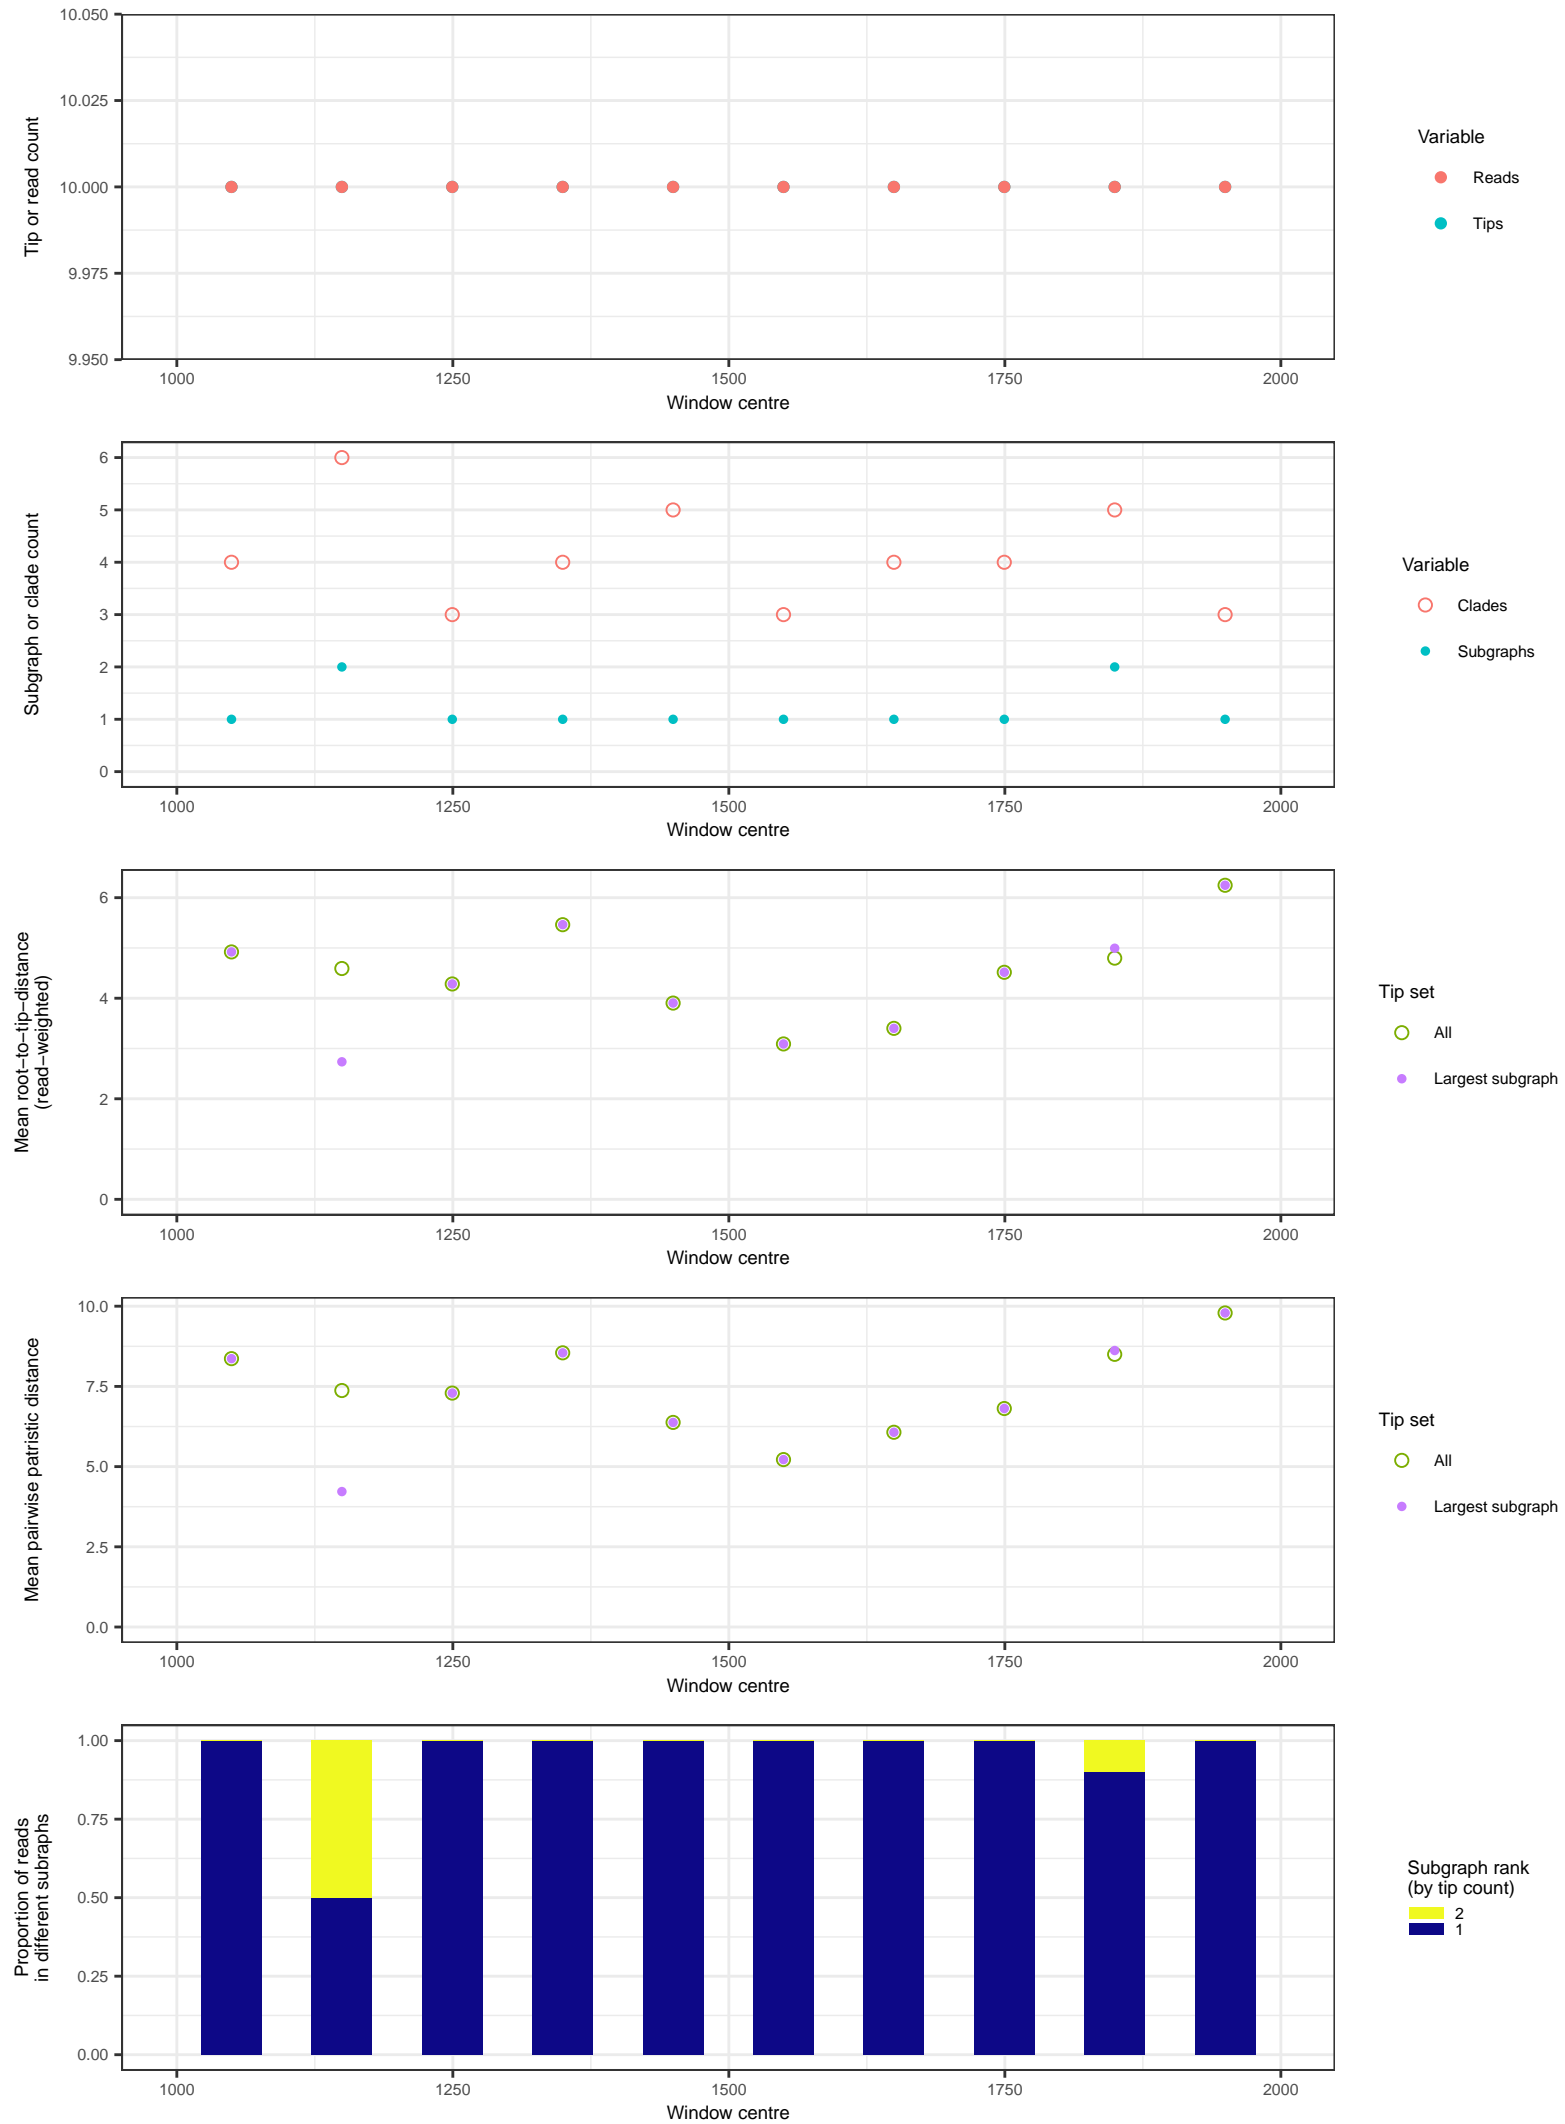 10.050
10.025
10.000
9.975
9.950
Tip or read count
1000 1250 1500 1750 2000
Window centre
Variable
Reads
Tips
6
5
4
3
2
1
0
Subgraph or clade count
1000 1250 1500 1750 2000
Window centre
Variable
Clades
Subgraphs
6
4
2
0
Mean root−to−tip−distance
(read−weighted)
1000 1250 1500 1750 2000
Window centre
Tip set
All
Largest subgraph
10.0
7.5
5.0
2.5
0.0
Mean pairwise patristic distance
1000 1250 1500 1750 2000
Window centre
Tip set
All
Largest subgraph
1.00
0.75
0.50
0.25
0.00
Proportion of reads
in different subraphs
1000 1250 1500 1750 2000
Window centre
Subgraph rank
(by tip count)
2
1